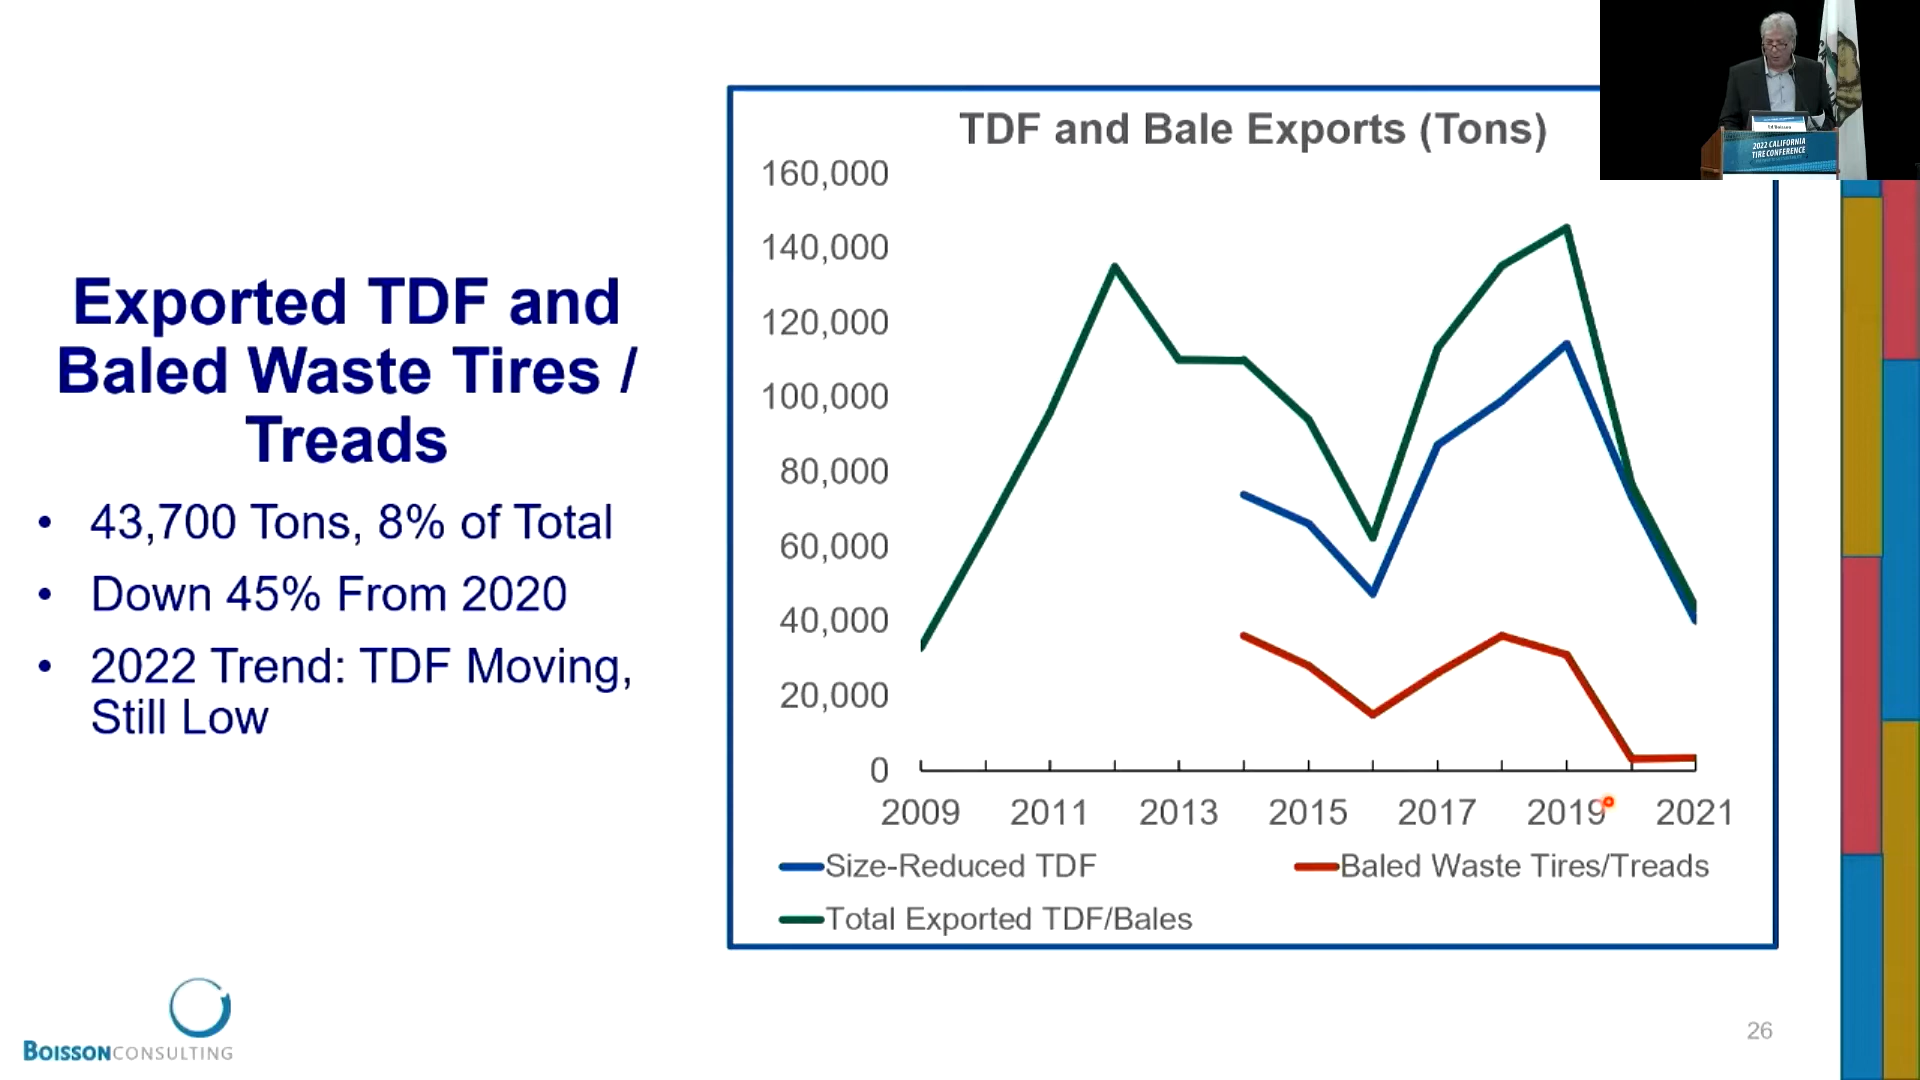 Exported TDF and
Baled Waste Tires /
Treads
• 43,700 Tons, 8% of Total
• Down 45% From 2020
• 2022 Trend: TDF Moving,
Still Low
TDF and Bale Exports (Tons)
160,000
140,000
120,000
100,000
80,000
60,000
40,000
20,000
0
2009 2011 2013 2015 2017 2019 2021
Size-Reduced TDF Baled Waste Tires/Treads
Total Exported TDF/Bales
BOISSONCONSULTING
26
Ed Boisson
2022 CALIFORNIA
TIRE CONFERENCE